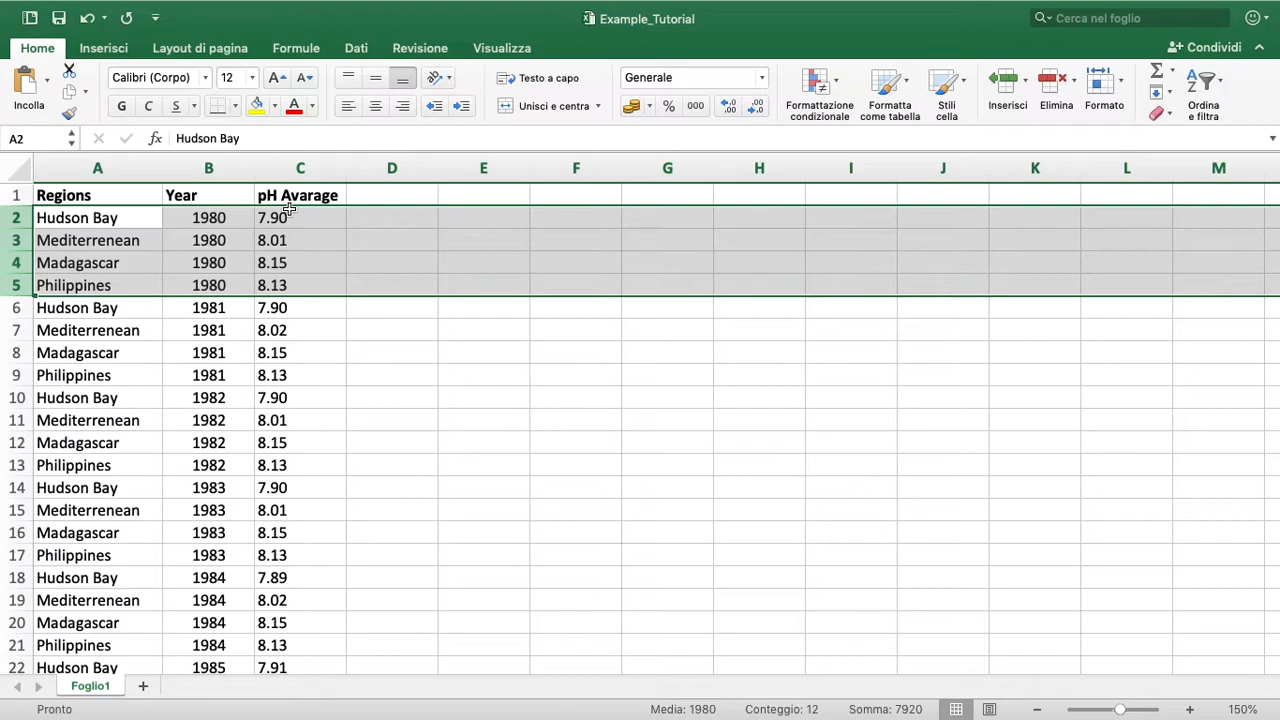 Example_Tutorial
Cerca nel foglio
Home Inserisci Layout di pagina Formule Dati Revisione Visualizza
Condividi
Incolla
Calibri (Corpo) 12
A A
G C S A
Testo a capo
Unisci e centra
Generale
% 000
Formattazione condizionale
Formatta come tabella
Stili cella
Inserisci
Elimina
Formato
Ordina e filtra
A2 fx Hudson Bay
A B C D E F G H I J K L M
1 Regions Year pH Avarage
2 Hudson Bay 1980 7.90
3 Mediterrenean 1980 8.01
4 Madagascar 1980 8.15
5 Philippines 1980 8.13
6 Hudson Bay 1981 7.90
7 Mediterrenean 1981 8.02
8 Madagascar 1981 8.15
9 Philippines 1981 8.13
10 Hudson Bay 1982 7.90
11 Mediterrenean 1982 8.01
12 Madagascar 1982 8.15
13 Philippines 1982 8.13
14 Hudson Bay 1983 7.90
15 Mediterrenean 1983 8.01
16 Madagascar 1983 8.15
17 Philippines 1983 8.13
18 Hudson Bay 1984 7.89
19 Mediterrenean 1984 8.02
20 Madagascar 1984 8.15
21 Philippines 1984 8.13
22 Hudson Bay 1985 7.91
Foglio1
Pronto Media: 1980 Conteggio: 12 Somma: 7920 150%